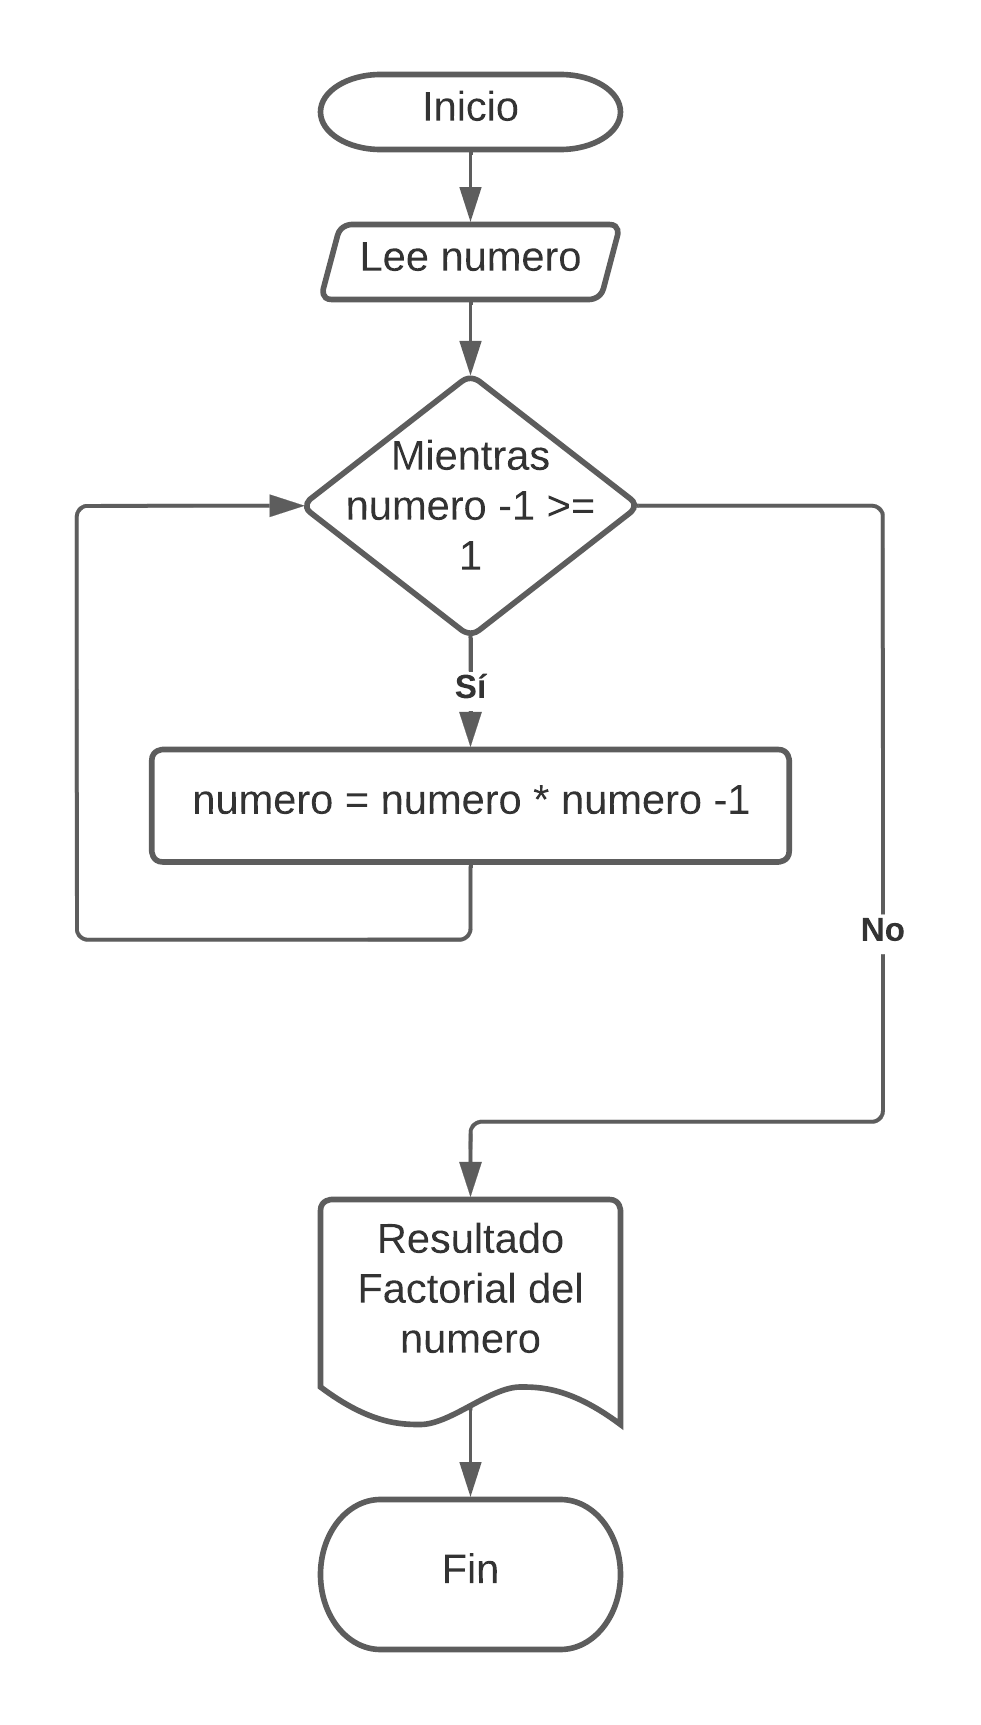 Inicio
Lee numero
Mientras
numero -1 >=
1
Sí
numero = numero * numero -1
No
Resultado
Factorial del
numero
Fin